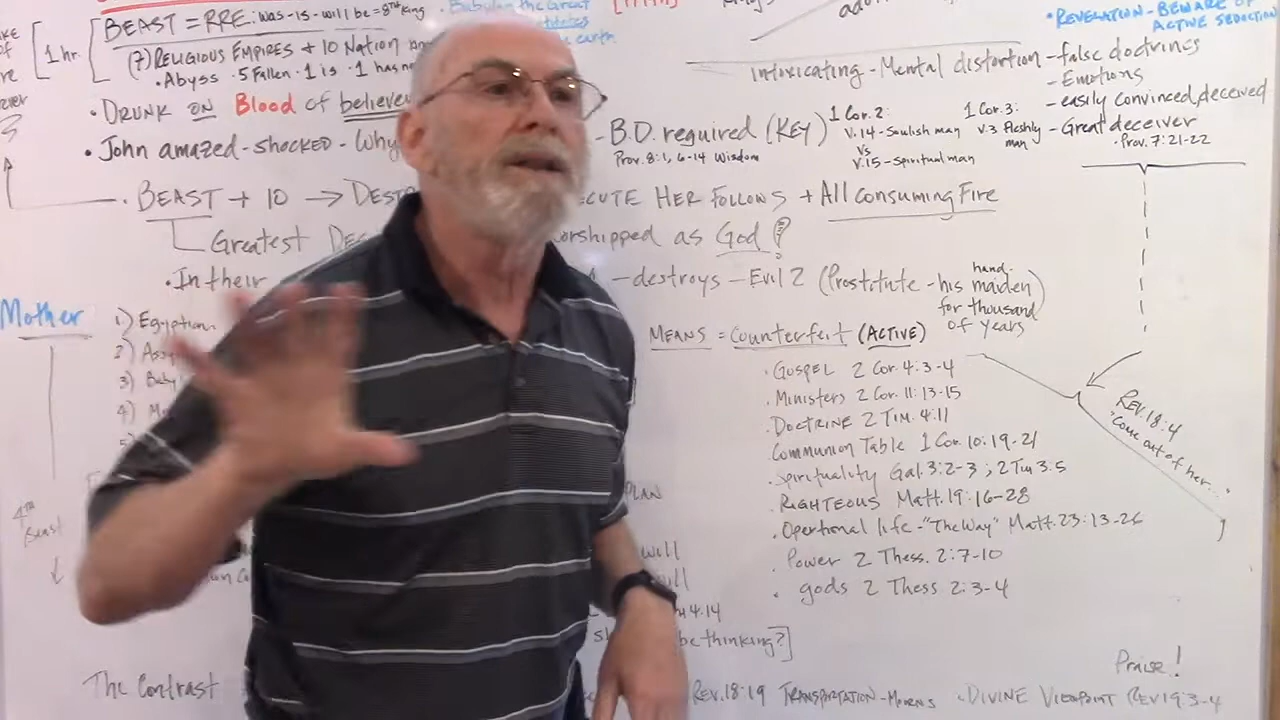 BEAST = RRE: was-is-will be = 8TH king
Babylon the Great
(7) RELIGIOUS EMPIRES + 10 NATION
earth.
1 hr.
• Abyss • 5 Fallen • 1 is • 1 has no
• DRUNK ON Blood of believe
• John amazed - shocked - Why
• BEAST + 10 → DEST
ECUTE HER FOLLOWS + All Consuming Fire
Greatest Dec
worshipped as God?
• In their
- destroys - Evil 2 (Prostitute - his hand maiden
for thousand
of years
• REVELATION - BEWARE OF
ACTIVE SEDUCTION
intoxicating - Mental distortion - false doctrines
- Emotions
- easily convinced, deceived
- Great deceiver
• Prov. 7:21-22
- B.D. required (KEY)
Prov. 8:1, 6-14 Wisdom
1 Cor. 2:
V.14 - Soulish man
vs
V.15 - Spiritual man
1 Cor. 3:
V.3 Fleshly
man
Mother
1) Egyptian
2) Ass
3) Bab
4) M
4TH
Beast
MEANS = Counterfeit (ACTIVE)
• GOSPEL 2 Cor. 4:3-4
• Ministers 2 Cor. 11:13-15
• DOCTRINE 2 TIM. 4:11
Communion Table 1 Cor. 10:19-21
• Spirituality Gal. 3:2-3 ; 2 Tim 3:5
• RIGHTEOUS Matt. 19:16-28
• Opertional life - "The Way" Matt. 23:13-26
• Power 2 Thess. 2:7-10
• gods 2 Thess 2:3-4
REV. 18:4
"Come out of her...
PLAN
will
4:14
be thinking?]
The Contrast
Rev. 18:19 TRANSPORTATION - MOURNS
Praise!
• DIVINE VIEWPOINT REV 19:3-4